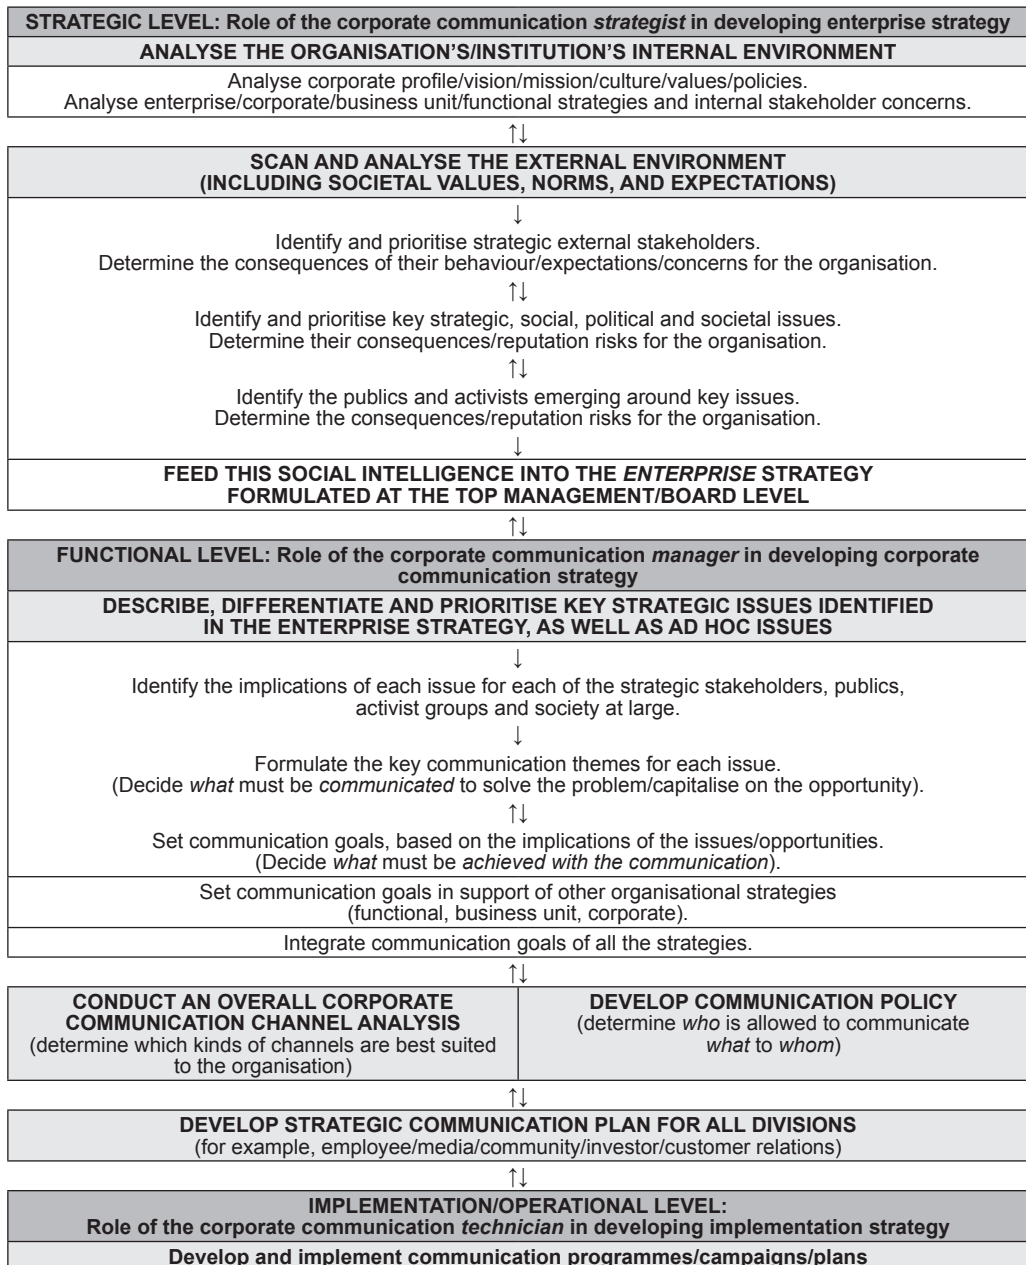 STRATEGIC LEVEL: Role of the corporate communication strategist in developing enterprise strategy
ANALYSE THE ORGANISATION'S/INSTITUTION'S INTERNAL ENVIRONMENT
Analyse corporate profile/vision/mission/culture/values/policies.
Analyse enterprise/corporate/business unit/functional strategies and internal stakeholder concerns.
↑↓
SCAN AND ANALYSE THE EXTERNAL ENVIRONMENT
(INCLUDING SOCIETAL VALUES, NORMS, AND EXPECTATIONS)
↓
Identify and prioritise strategic external stakeholders.
Determine the consequences of their behaviour/expectations/concerns for the organisation.
↑↓
Identify and prioritise key strategic, social, political and societal issues.
Determine their consequences/reputation risks for the organisation.
↑↓
Identify the publics and activists emerging around key issues.
Determine the consequences/reputation risks for the organisation.
↓
FEED THIS SOCIAL INTELLIGENCE INTO THE ENTERPRISE STRATEGY
FORMULATED AT THE TOP MANAGEMENT/BOARD LEVEL
↑↓
FUNCTIONAL LEVEL: Role of the corporate communication manager in developing corporate
communication strategy
DESCRIBE, DIFFERENTIATE AND PRIORITISE KEY STRATEGIC ISSUES IDENTIFIED
IN THE ENTERPRISE STRATEGY, AS WELL AS AD HOC ISSUES
↓
Identify the implications of each issue for each of the strategic stakeholders, publics,
activist groups and society at large.
↓
Formulate the key communication themes for each issue.
(Decide what must be communicated to solve the problem/capitalise on the opportunity).
↑↓
Set communication goals, based on the implications of the issues/opportunities.
(Decide what must be achieved with the communication).
Set communication goals in support of other organisational strategies
(functional, business unit, corporate).
Integrate communication goals of all the strategies.
↑↓
CONDUCT AN OVERALL CORPORATE
COMMUNICATION CHANNEL ANALYSIS
(determine which kinds of channels are best suited
to the organisation)
DEVELOP COMMUNICATION POLICY
(determine who is allowed to communicate
what to whom)
↑↓
DEVELOP STRATEGIC COMMUNICATION PLAN FOR ALL DIVISIONS
(for example, employee/media/community/investor/customer relations)
↑↓
IMPLEMENTATION/OPERATIONAL LEVEL:
Role of the corporate communication technician in developing implementation strategy
Develop and implement communication programmes/campaigns/plans